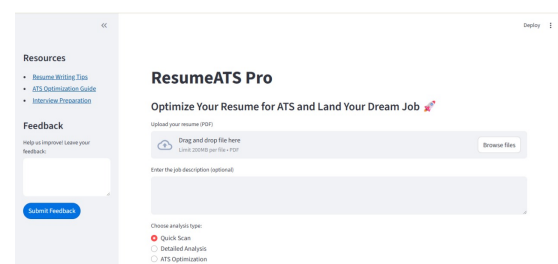 Deploy
Resources
Resume Writing Tips
ATS Optimization Guide
Interview Preparation
Feedback
Help us improve! Leave your
feedback:
Submit Feedback
ResumeATS Pro
Optimize Your Resume for ATS and Land Your Dream Job 🚀
Upload your resume (PDF)
Drag and drop file here
Limit 200MB per file • PDF
Browse files
Enter the job description (optional)
Choose analysis type:
Quick Scan
Detailed Analysis
ATS Optimization